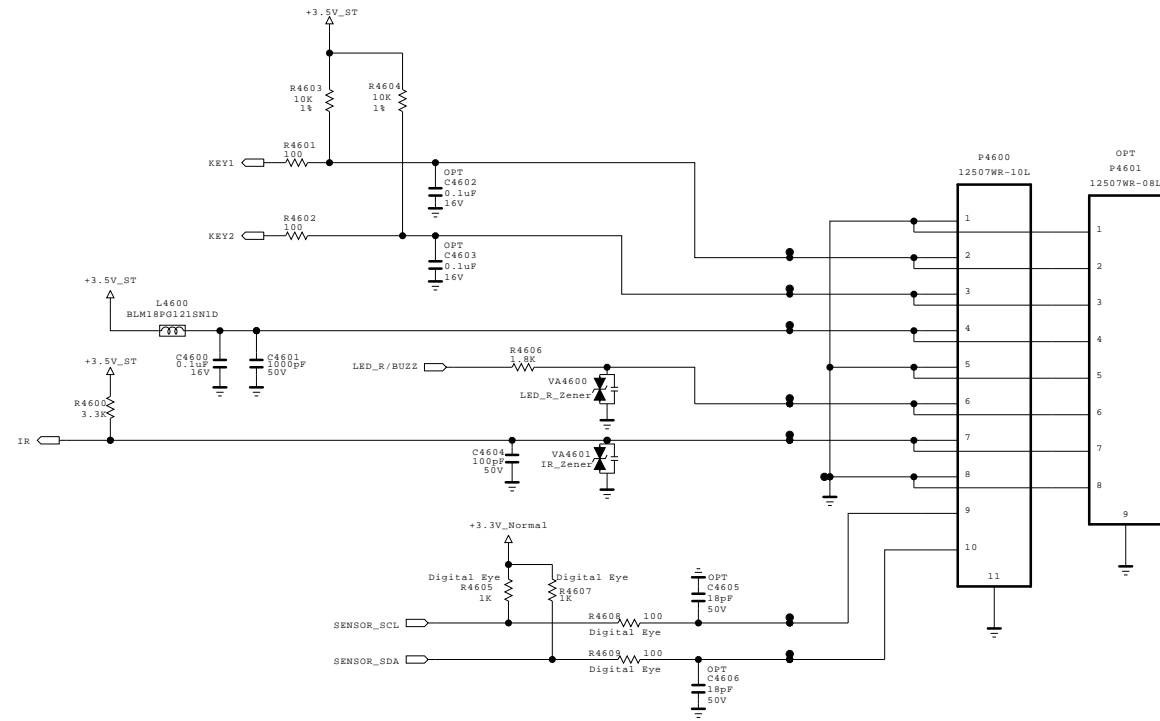 +3.5V_ST
R4603
10K
1%
R4604
10K
1%
R4601
100
KEY1
OPT
C4602
0.1uF
16V
R4602
100
KEY2
OPT
C4603
0.1uF
16V
+3.5V_ST
L4600
BLM18PG121SN1D
C4600
0.1uF
16V
C4601
1000pF
50V
+3.5V_ST
R4600
3.3K
IR
LED_R/BUZZ
R4606
1.8K
VA4600
LED_R_Zener
C4604
100pF
50V
VA4601
IR_Zener
P4600
12507WR-10L
1
2
3
4
5
6
7
8
9
10
11
OPT
P4601
12507WR-08L
1
2
3
4
5
6
7
8
9
+3.3V_Normal
Digital Eye
R4605
1K
Digital Eye
R4607
1K
SENSOR_SCL
R4608 100
Digital Eye
OPT
C4605
18pF
50V
SENSOR_SDA
R4609 100
Digital Eye
OPT
C4606
18pF
50V